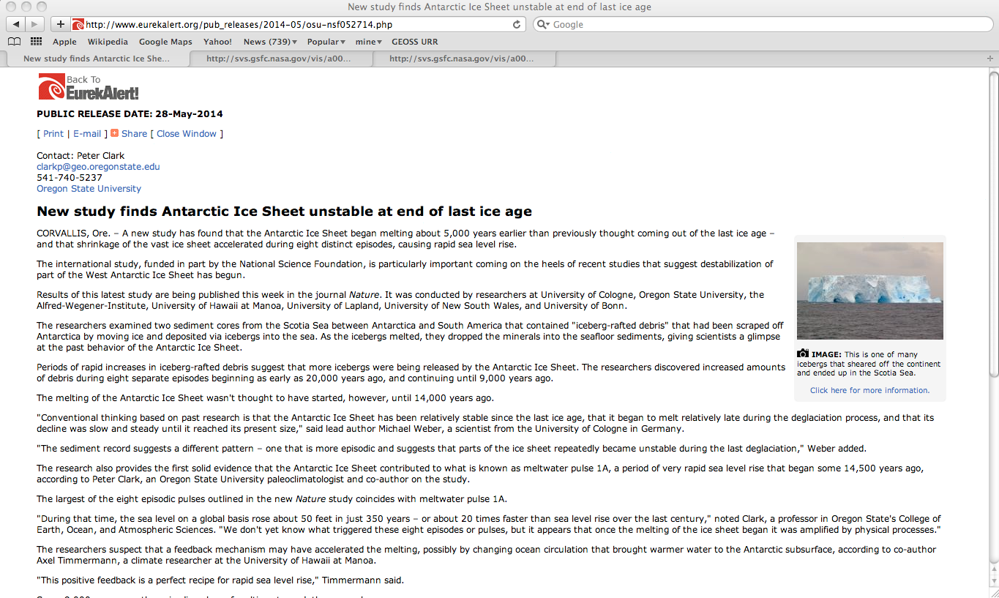 New study finds Antarctic Ice Sheet unstable at end of last ice age
http://www.eurekalert.org/pub_releases/2014-05/osu-nsf052714.php
Google
Apple Wikipedia Google Maps Yahoo! News (739) Popular mine GEOSS URR
New study finds Antarctic Ice She... http://svs.gsfc.nasa.gov/vis/a00... http://svs.gsfc.nasa.gov/vis/a00...
Back To
EurekAlert!
PUBLIC RELEASE DATE: 28-May-2014
[ Print | E-mail ] Share [ Close Window ]
Contact: Peter Clark
clarkp@geo.oregonstate.edu
541-740-5237
Oregon State University
New study finds Antarctic Ice Sheet unstable at end of last ice age
CORVALLIS, Ore. – A new study has found that the Antarctic Ice Sheet began melting about 5,000 years earlier than previously thought coming out of the last ice age –
and that shrinkage of the vast ice sheet accelerated during eight distinct episodes, causing rapid sea level rise.
The international study, funded in part by the National Science Foundation, is particularly important coming on the heels of recent studies that suggest destabilization of
part of the West Antarctic Ice Sheet has begun.
Results of this latest study are being published this week in the journal Nature. It was conducted by researchers at University of Cologne, Oregon State University, the
Alfred-Wegener-Institute, University of Hawaii at Manoa, University of Lapland, University of New South Wales, and University of Bonn.
The researchers examined two sediment cores from the Scotia Sea between Antarctica and South America that contained "iceberg-rafted debris" that had been scraped off
Antarctica by moving ice and deposited via icebergs into the sea. As the icebergs melted, they dropped the minerals into the seafloor sediments, giving scientists a glimpse
at the past behavior of the Antarctic Ice Sheet.
Periods of rapid increases in iceberg-rafted debris suggest that more icebergs were being released by the Antarctic Ice Sheet. The researchers discovered increased amounts
of debris during eight separate episodes beginning as early as 20,000 years ago, and continuing until 9,000 years ago.
The melting of the Antarctic Ice Sheet wasn't thought to have started, however, until 14,000 years ago.
IMAGE: This is one of many
icebergs that sheared off the continent
and ended up in the Scotia Sea.
Click here for more information.
"Conventional thinking based on past research is that the Antarctic Ice Sheet has been relatively stable since the last ice age, that it began to melt relatively late during the deglaciation process, and that its
decline was slow and steady until it reached its present size," said lead author Michael Weber, a scientist from the University of Cologne in Germany.
"The sediment record suggests a different pattern – one that is more episodic and suggests that parts of the ice sheet repeatedly became unstable during the last deglaciation," Weber added.
The research also provides the first solid evidence that the Antarctic Ice Sheet contributed to what is known as meltwater pulse 1A, a period of very rapid sea level rise that began some 14,500 years ago,
according to Peter Clark, an Oregon State University paleoclimatologist and co-author on the study.
The largest of the eight episodic pulses outlined in the new Nature study coincides with meltwater pulse 1A.
"During that time, the sea level on a global basis rose about 50 feet in just 350 years – or about 20 times faster than sea level rise over the last century," noted Clark, a professor in Oregon State's College of
Earth, Ocean, and Atmospheric Sciences. "We don't yet know what triggered these eight episodes or pulses, but it appears that once the melting of the ice sheet began it was amplified by physical processes."
The researchers suspect that a feedback mechanism may have accelerated the melting, possibly by changing ocean circulation that brought warmer water to the Antarctic subsurface, according to co-author
Axel Timmermann, a climate researcher at the University of Hawaii at Manoa.
"This positive feedback is a perfect recipe for rapid sea level rise," Timmermann said.